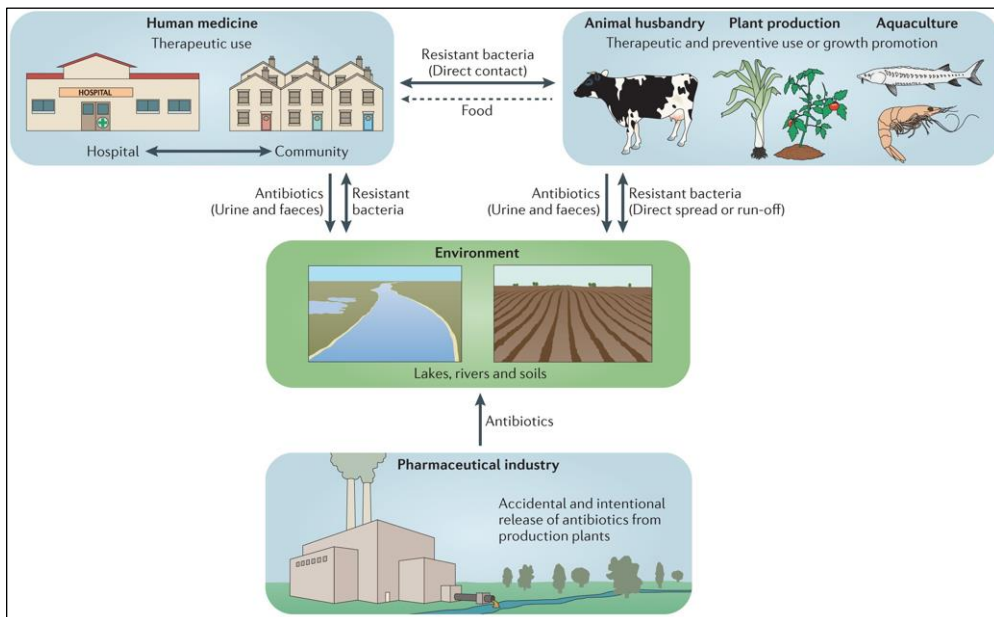 Human medicine
Therapeutic use
HOSPITAL
Hospital
Community
Resistant bacteria
(Direct contact)
Food
Animal husbandry
Plant production
Aquaculture
Therapeutic and preventive use or growth promotion
Antibiotics
(Urine and faeces)
Resistant
bacteria
Antibiotics
(Urine and faeces)
Resistant bacteria
(Direct spread or run-off)
Environment
Lakes, rivers and soils
Antibiotics
Pharmaceutical industry
Accidental and intentional
release of antibiotics from
production plants